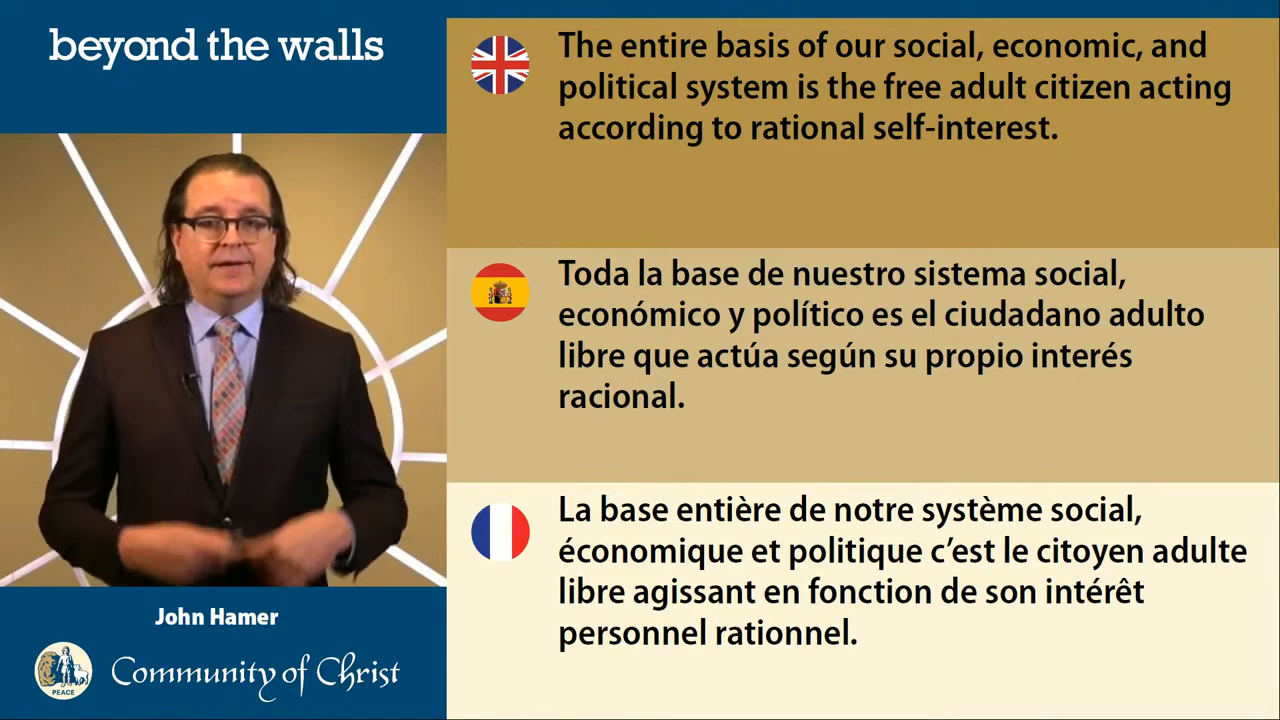 beyond the walls
The entire basis of our social, economic, and
political system is the free adult citizen acting
according to rational self-interest.
Toda la base de nuestro sistema social,
económico y político es el ciudadano adulto
libre que actúa según su propio interés
racional.
La base entière de notre système social,
économique et politique c’est le citoyen adulte
libre agissant en fonction de son intérêt
personnel rationnel.
John Hamer
PEACE
Community of Christ